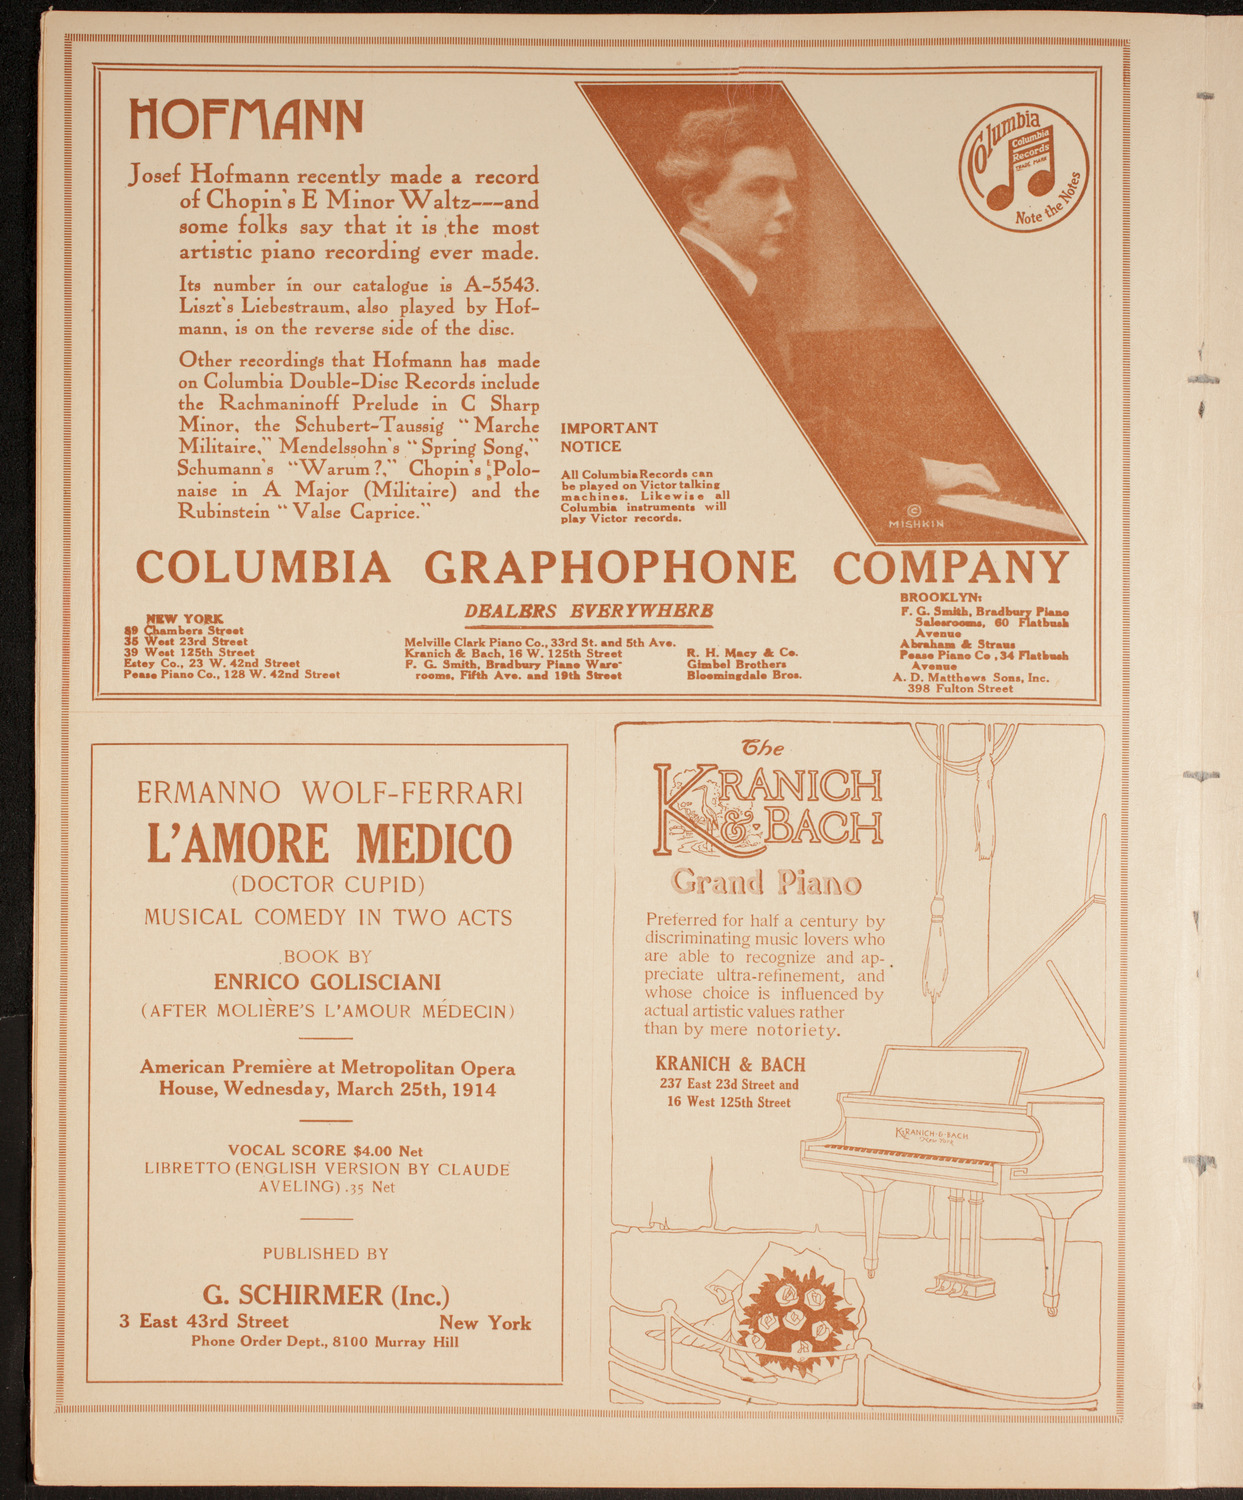 HOFMANN
Josef Hofmann recently made a record
of Chopin's E Minor Waltz---and
some folks say that it is the most
artistic piano recording ever made.
Its number in our catalogue is A-5543.
Liszt's Liebestraum, also played by Hof-
mann, is on the reverse side of the disc.
Other recordings that Hofmann has made
on Columbia Double-Disc Records include
the Rachmaninoff Prelude in C Sharp
Minor, the Schubert-Taussig "Marche
Militaire," Mendelssohn's "Spring Song,"
Schumann's "Warum?," Chopin's "Polo-
naise in A Major (Militaire) and the
Rubinstein "Valse Caprice."
IMPORTANT
NOTICE
All Columbia Records can
be played on Victor talking
machines. Likewise all
Columbia instruments will
play Victor records.
©
MISHKIN
Columbia
Columbia
Records
TRADE MARK
Note the Notes
COLUMBIA GRAPHOPHONE COMPANY
DEALERS EVERYWHERE
NEW YORK
89 Chambers Street
35 West 23rd Street
39 West 125th Street
Estey Co., 23 W. 42nd Street
Pease Piano Co., 128 W. 42nd Street
Melville Clark Piano Co., 33rd St. and 5th Ave.
Kranich & Bach, 16 W. 125th Street
F. G. Smith, Bradbury Piano Ware-
rooms, Fifth Ave. and 19th Street
R. H. Macy & Co.
Gimbel Brothers
Bloomingdale Bros.
BROOKLYN:
F. G. Smith, Bradbury Piano
Salesrooms, 60 Flatbush
Avenue
Abraham & Straus
Pease Piano Co., 34 Flatbush
Avenue
A. D. Matthews Sons, Inc.
398 Fulton Street
ERMANNO WOLF-FERRARI
L'AMORE MEDICO
(DOCTOR CUPID)
MUSICAL COMEDY IN TWO ACTS
BOOK BY
ENRICO GOLISCIANI
(AFTER MOLIÈRE'S L'AMOUR MÉDECIN)
American Première at Metropolitan Opera
House, Wednesday, March 25th, 1914
VOCAL SCORE $4.00 Net
LIBRETTO (ENGLISH VERSION BY CLAUDE
AVELING) .35 Net
PUBLISHED BY
G. SCHIRMER (Inc.)
3 East 43rd Street New York
Phone Order Dept., 8100 Murray Hill
The
KRANICH
& BACH
Grand Piano
Preferred for half a century by
discriminating music lovers who
are able to recognize and ap-
preciate ultra-refinement, and
whose choice is influenced by
actual artistic values rather
than by mere notoriety.
KRANICH & BACH
237 East 23d Street and
16 West 125th Street
KRANICH & BACH
New York